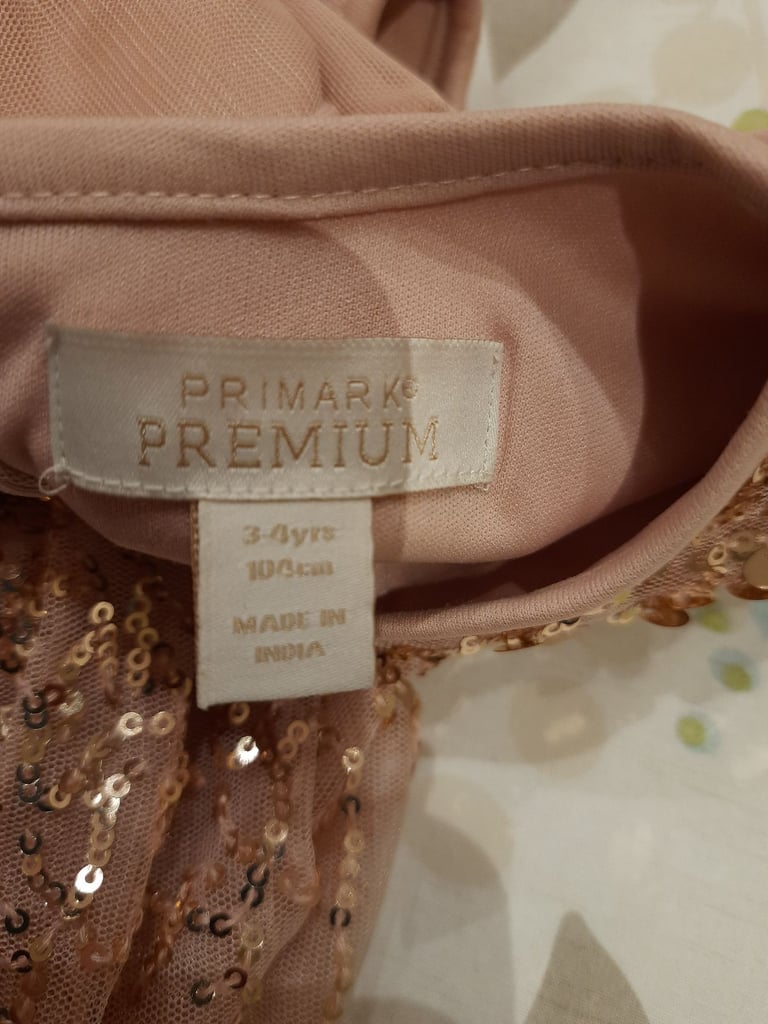 PRIMARK®
PREMIUM
3-4yrs
104cm
MADE IN
INDIA